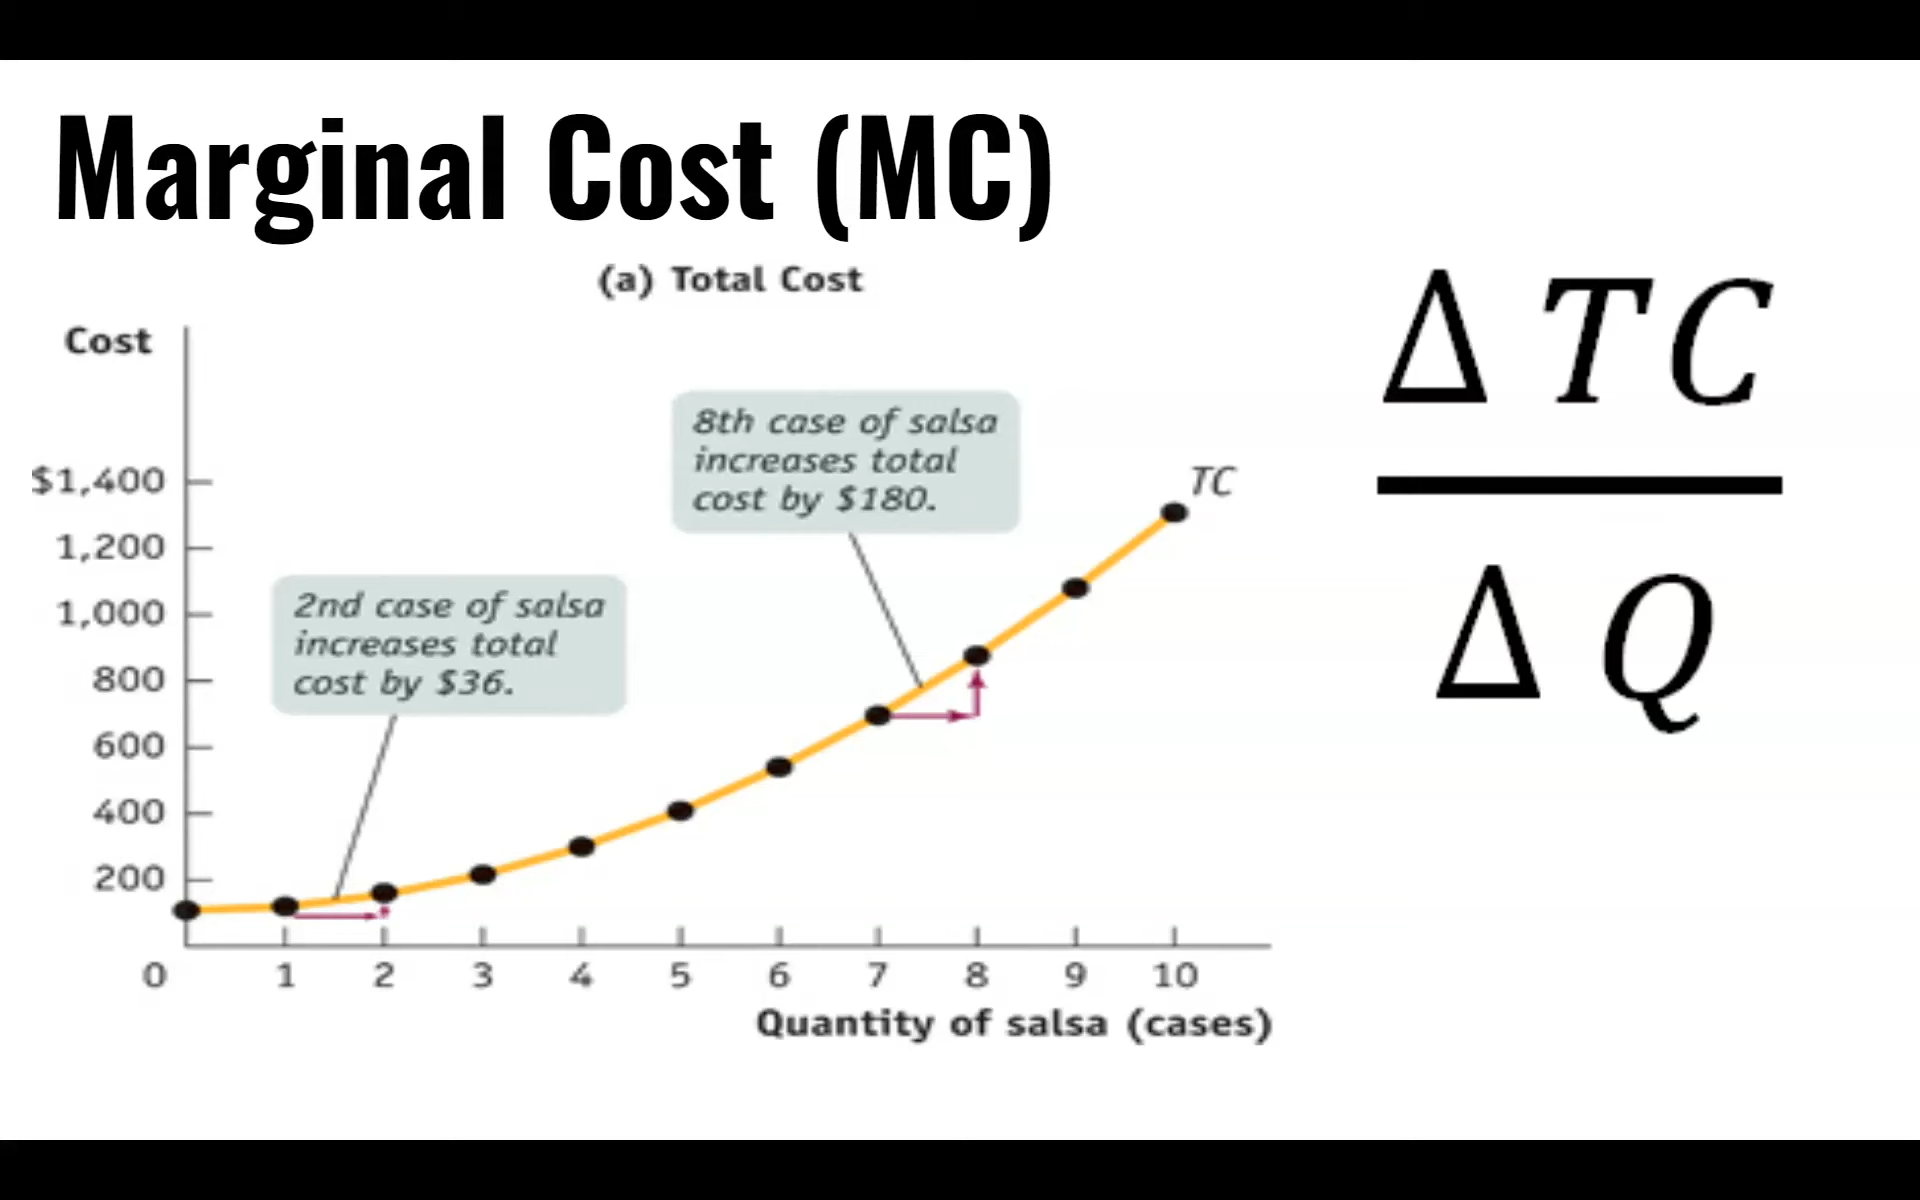 Marginal Cost (MC)
(a) Total Cost
Cost
$1,400
1,200
1,000
800
600
400
200
0
1 2 3 4 5 6 7 8 9 10
Quantity of salsa (cases)
2nd case of salsa
increases total
cost by $36.
8th case of salsa
increases total
cost by $180.
TC
Δ TC
Δ Q